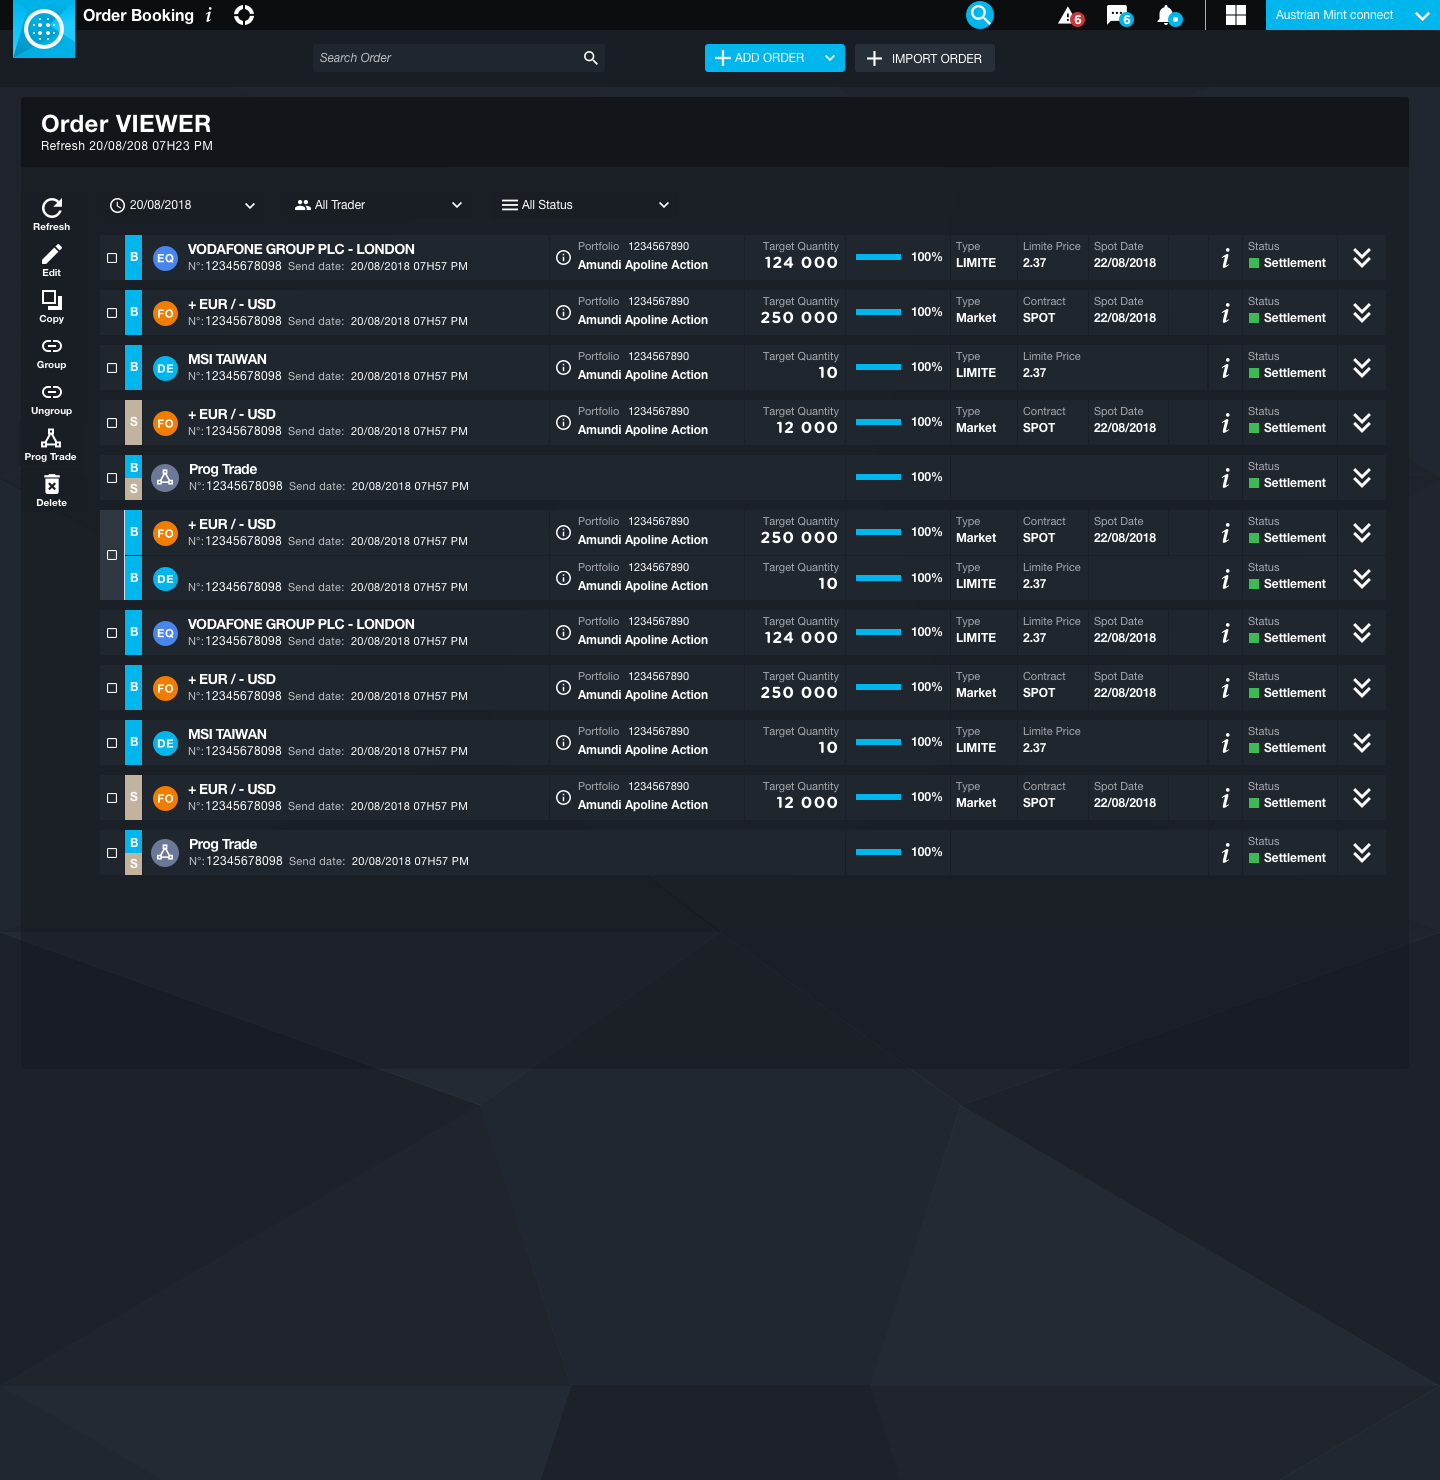 Order Booking i
6
6
Austrian Mint connect
Search Order
ADD ORDER
IMPORT ORDER
Order VIEWER
Refresh 20/08/208 07H23 PM
20/08/2018
All Trader
All Status
Refresh
Edit
Copy
Group
Ungroup
Prog Trade
Delete
B EQ VODAFONE GROUP PLC - LONDON Portfolio 1234567890 Target Quantity 100% Type Limite Price Spot Date i Status
N°: 12345678098 Send date: 20/08/2018 07H57 PM Amundi Apoline Action 124 000 LIMITE 2.37 22/08/2018 Settlement
B FO + EUR / - USD Portfolio 1234567890 Target Quantity 100% Type Contract Spot Date i Status
N°: 12345678098 Send date: 20/08/2018 07H57 PM Amundi Apoline Action 250 000 Market SPOT 22/08/2018 Settlement
B DE MSI TAIWAN Portfolio 1234567890 Target Quantity 100% Type Limite Price i Status
N°: 12345678098 Send date: 20/08/2018 07H57 PM Amundi Apoline Action 10 LIMITE 2.37 Settlement
S FO + EUR / - USD Portfolio 1234567890 Target Quantity 100% Type Contract Spot Date i Status
N°: 12345678098 Send date: 20/08/2018 07H57 PM Amundi Apoline Action 12 000 Market SPOT 22/08/2018 Settlement
B Prog Trade 100% i Status
S N°: 12345678098 Send date: 20/08/2018 07H57 PM Settlement
B FO + EUR / - USD Portfolio 1234567890 Target Quantity 100% Type Contract Spot Date i Status
N°: 12345678098 Send date: 20/08/2018 07H57 PM Amundi Apoline Action 250 000 Market SPOT 22/08/2018 Settlement
B DE Portfolio 1234567890 Target Quantity 100% Type Limite Price i Status
N°: 12345678098 Send date: 20/08/2018 07H57 PM Amundi Apoline Action 10 LIMITE 2.37 Settlement
B EQ VODAFONE GROUP PLC - LONDON Portfolio 1234567890 Target Quantity 100% Type Limite Price Spot Date i Status
N°: 12345678098 Send date: 20/08/2018 07H57 PM Amundi Apoline Action 124 000 LIMITE 2.37 22/08/2018 Settlement
B FO + EUR / - USD Portfolio 1234567890 Target Quantity 100% Type Contract Spot Date i Status
N°: 12345678098 Send date: 20/08/2018 07H57 PM Amundi Apoline Action 250 000 Market SPOT 22/08/2018 Settlement
B DE MSI TAIWAN Portfolio 1234567890 Target Quantity 100% Type Limite Price i Status
N°: 12345678098 Send date: 20/08/2018 07H57 PM Amundi Apoline Action 10 LIMITE 2.37 Settlement
S FO + EUR / - USD Portfolio 1234567890 Target Quantity 100% Type Contract Spot Date i Status
N°: 12345678098 Send date: 20/08/2018 07H57 PM Amundi Apoline Action 12 000 Market SPOT 22/08/2018 Settlement
B Prog Trade 100% i Status
S N°: 12345678098 Send date: 20/08/2018 07H57 PM Settlement